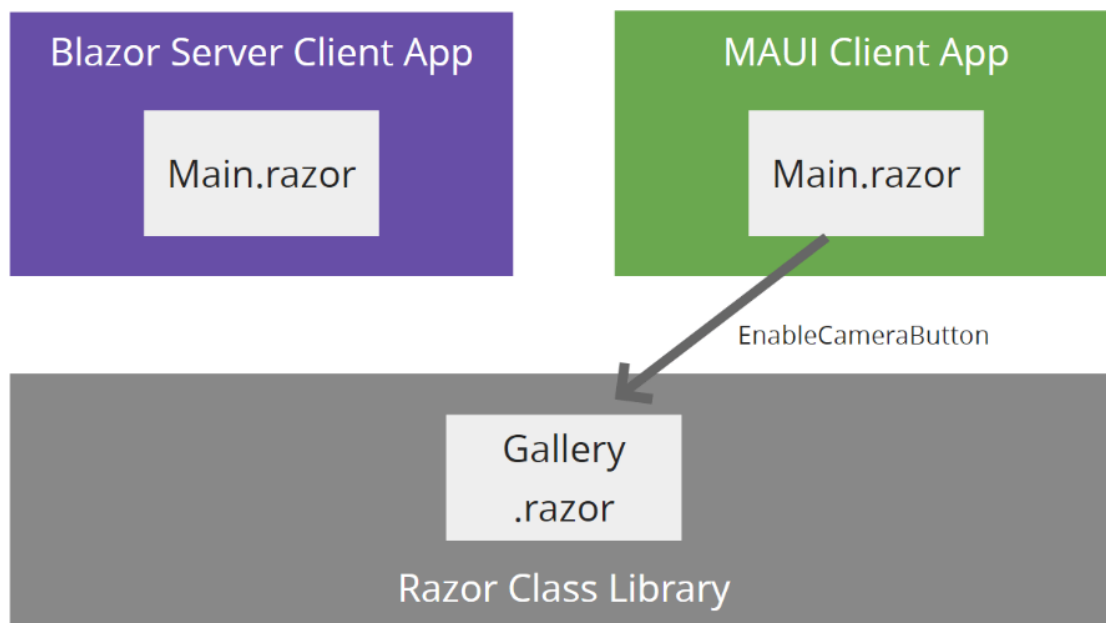 Blazor Server Client App
MAUI Client App
Main.razor
Main.razor
EnableCameraButton
Gallery
.razor
Razor Class Library